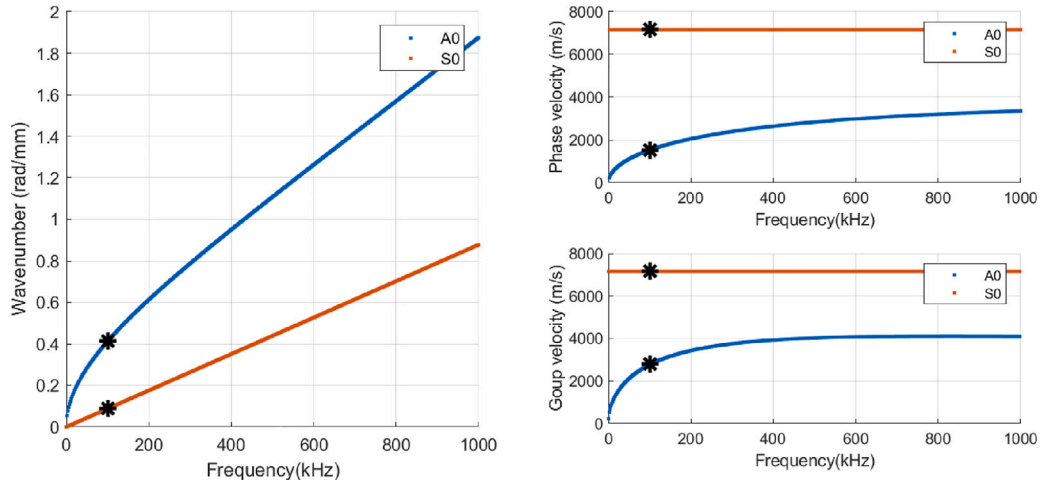 Wavenumber (rad/mm)
2
1.8
1.6
1.4
1.2
1
0.8
0.6
0.4
0.2
0
0 200 400 600 800 1000
Frequency(kHz)
A0
S0
Phase velocity (m/s)
8000
6000
4000
2000
0
0 200 400 600 800 1000
Frequency(kHz)
A0
S0
Goup velocity (m/s)
8000
6000
4000
2000
0
0 200 400 600 800 1000
Frequency(kHz)
A0
S0